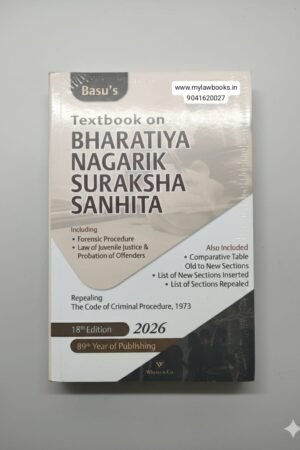 Basu's
www.mylawbooks.in
9041620027
Textbook on
BHARATIYA
NAGARIK
SURAKSHA
SANHITA
including
• Forensic Procedure
• Law of Juvenile Justice &
Probation of Offenders
Also Included
• Comparative Table
Old to New Sections
• List of New Sections Inserted
• List of Sections Repealed
Repealing
The Code of Criminal Procedure, 1973
18th Edition 2026
89th Year of Publishing